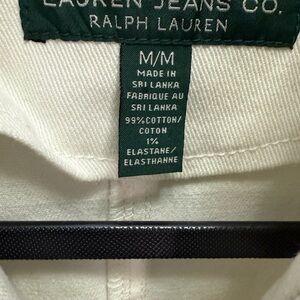 LAUREN JEANS CO.
RALPH LAUREN
M/M
MADE IN
SRI LANKA
FABRIQUE AU
SRI LANKA
99% COTTON/
COTON
1%
ELASTANE/
ELASTHANNE